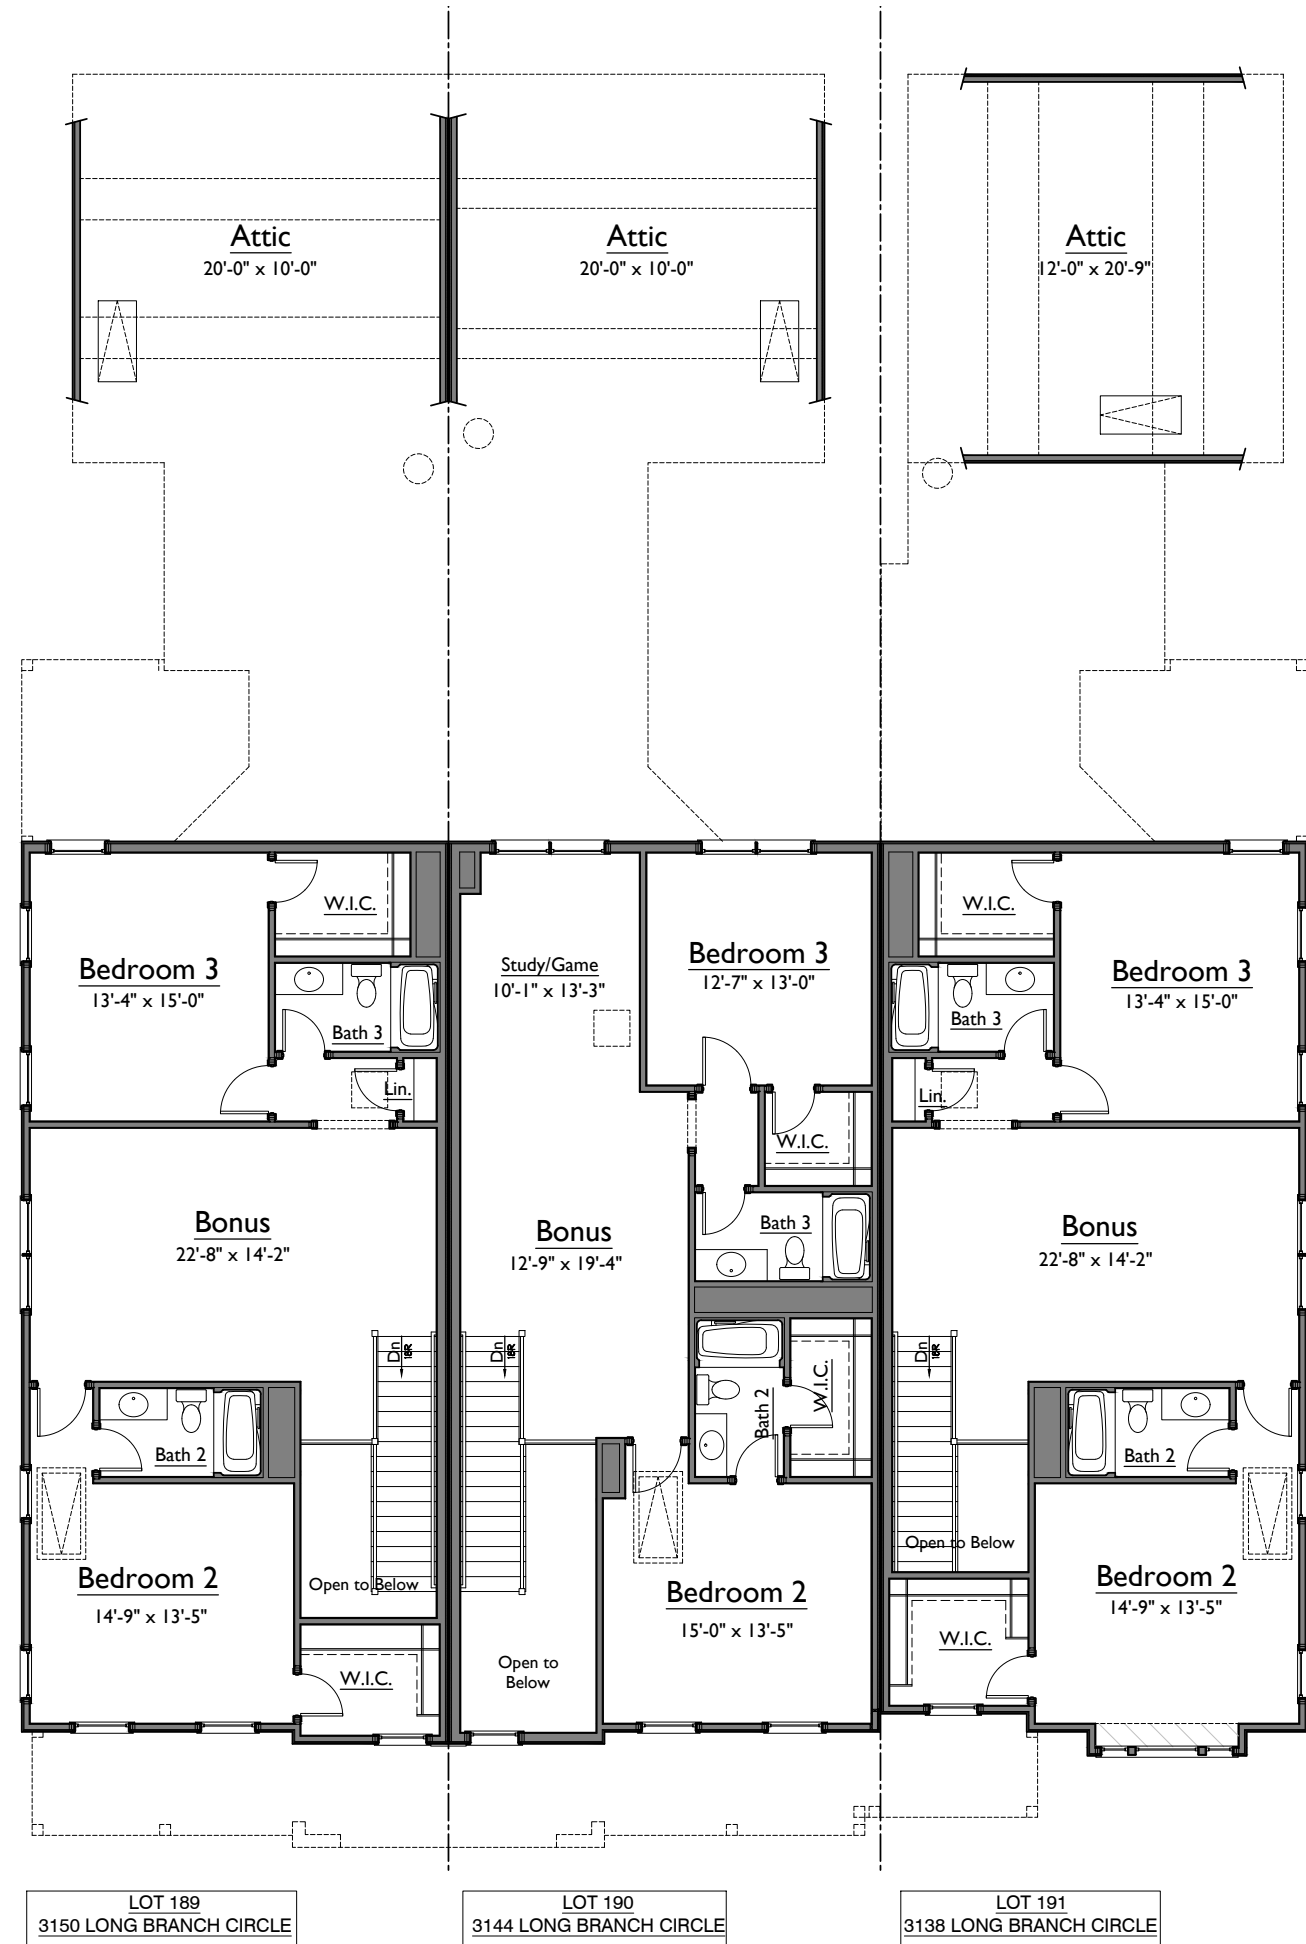 Attic
20'-0" x 10'-0"
Attic
20'-0" x 10'-0"
Attic
12'-0" x 20'-9"
W.I.C.
Bedroom 3
13'-4" x 15'-0"
Bath 3
Lin.
Bonus
22'-8" x 14'-2"
Dn
18R
Bath 2
Bedroom 2
14'-9" x 13'-5"
Open to Below
W.I.C.
Study/Game
10'-1" x 13'-3"
Bedroom 3
12'-7" x 13'-0"
W.I.C.
Bath 3
Bonus
12'-9" x 19'-4"
Dn
18R
W.I.C.
Bath 2
Bedroom 2
15'-0" x 13'-5"
Open to
Below
W.I.C.
Bedroom 3
13'-4" x 15'-0"
Bath 3
Lin.
Bonus
22'-8" x 14'-2"
Dn
18R
Bath 2
Open to Below
Bedroom 2
14'-9" x 13'-5"
W.I.C.
LOT 189
3150 LONG BRANCH CIRCLE
LOT 190
3144 LONG BRANCH CIRCLE
LOT 191
3138 LONG BRANCH CIRCLE